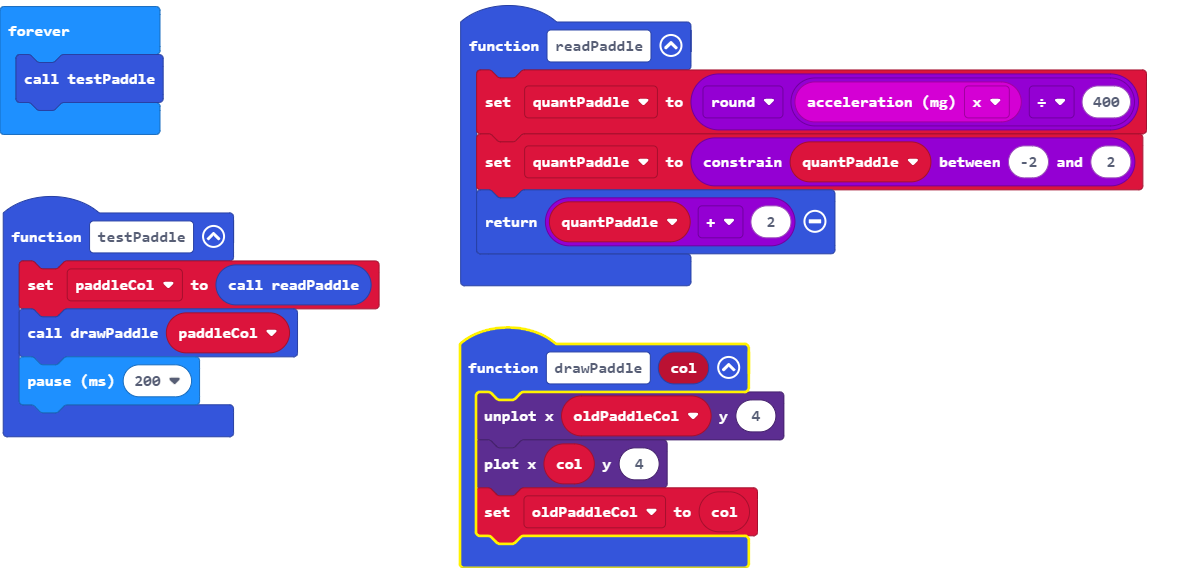 forever
call testPaddle
function testPaddle
set paddleCol to call readPaddle
call drawPaddle paddleCol
pause (ms) 200
function readPaddle
set quantPaddle to round acceleration (mg) x ÷ 400
set quantPaddle to constrain quantPaddle between -2 and 2
return quantPaddle + 2
function drawPaddle col
unplot x oldPaddleCol y 4
plot x col y 4
set oldPaddleCol to col